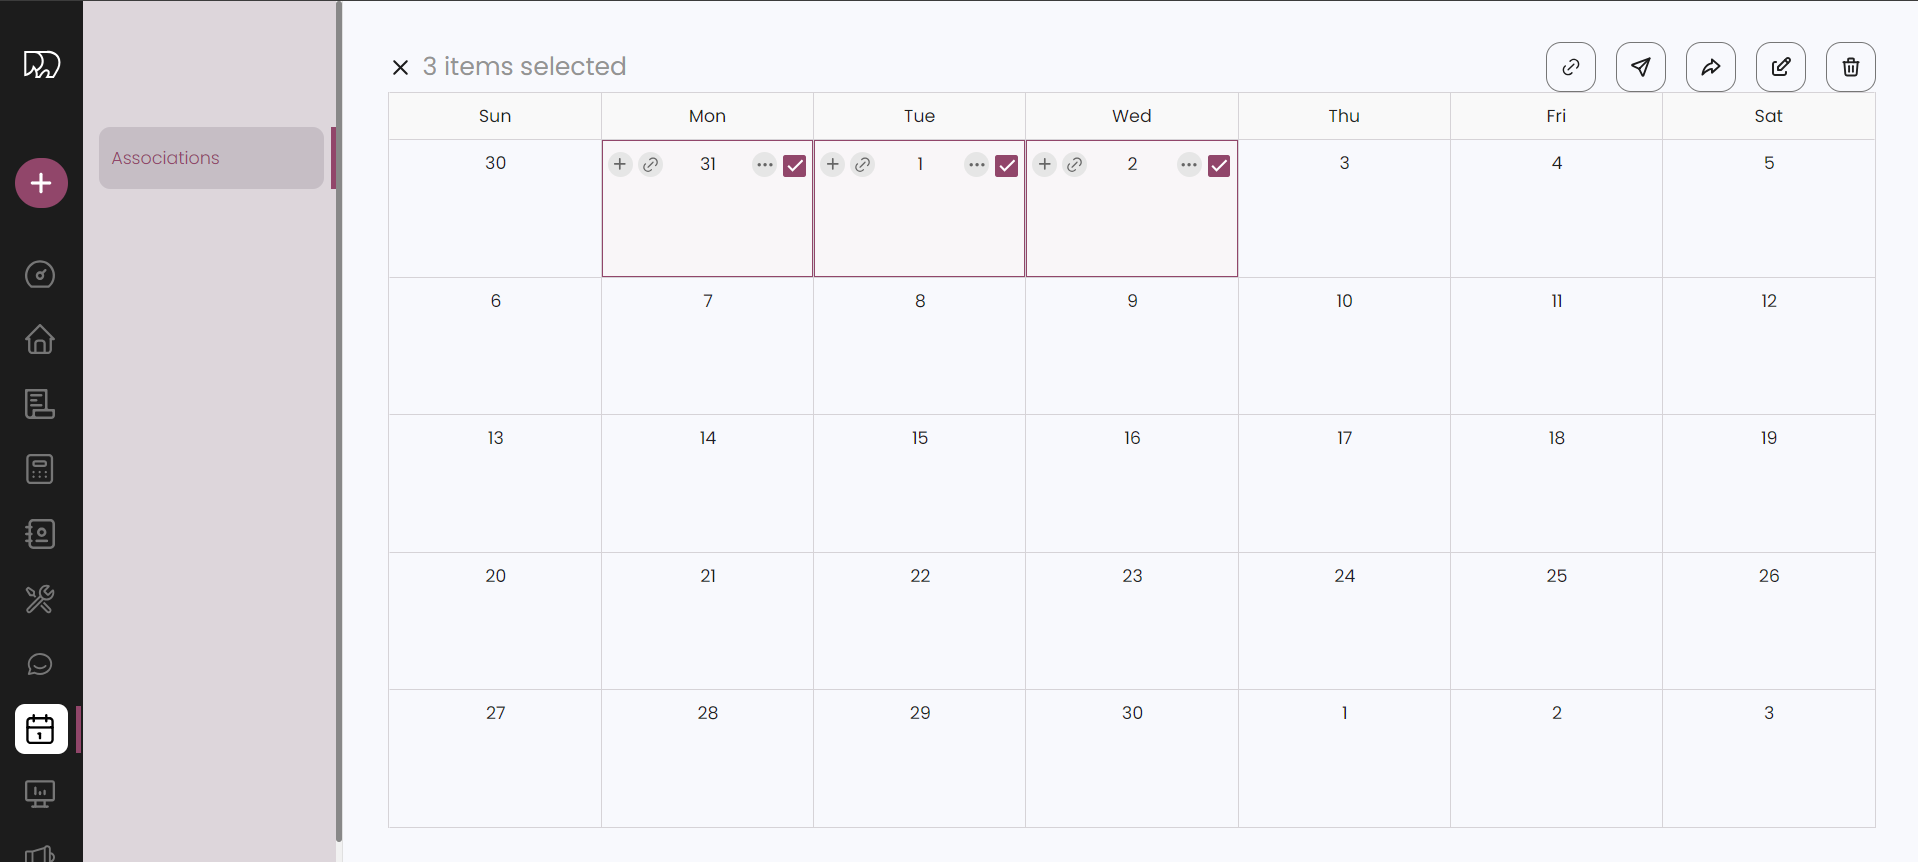 3 items selected
Associations
Sun Mon Tue Wed Thu Fri Sat
30 31 1 2 3 4 5
6 7 8 9 10 11 12
13 14 15 16 17 18 19
20 21 22 23 24 25 26
27 28 29 30 1 2 3
1